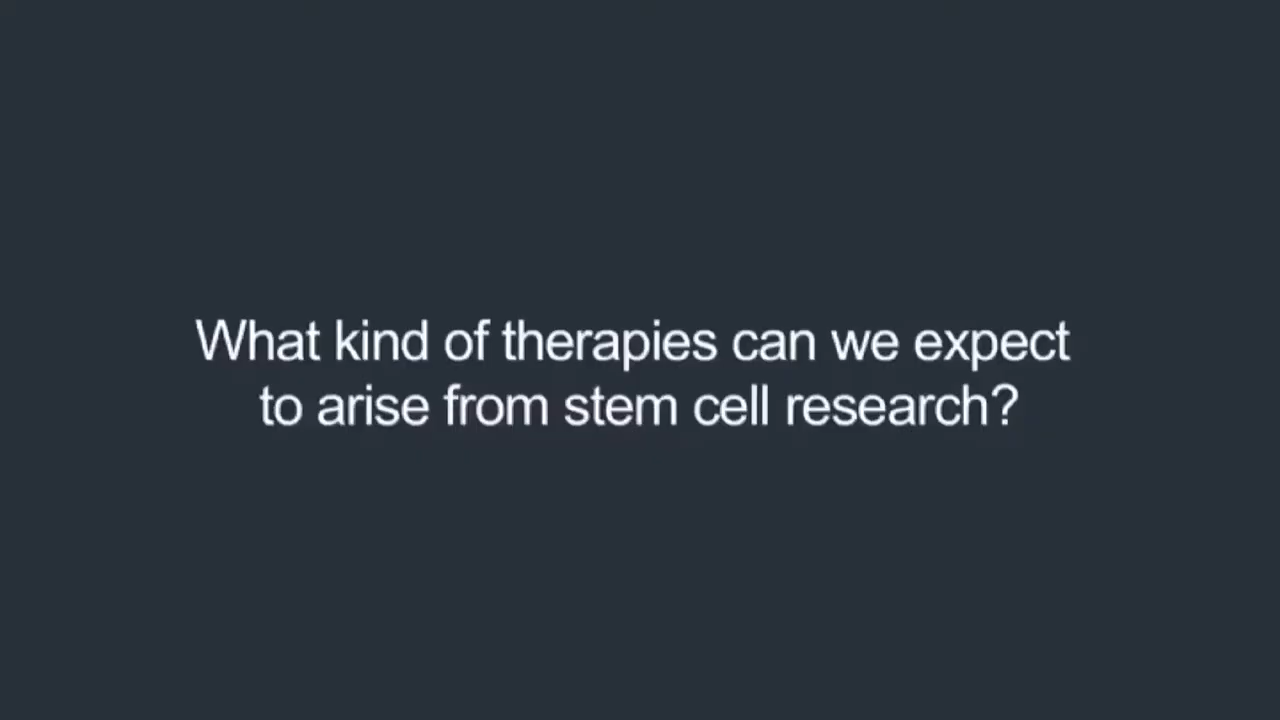 What kind of therapies can we expect
to arise from stem cell research?